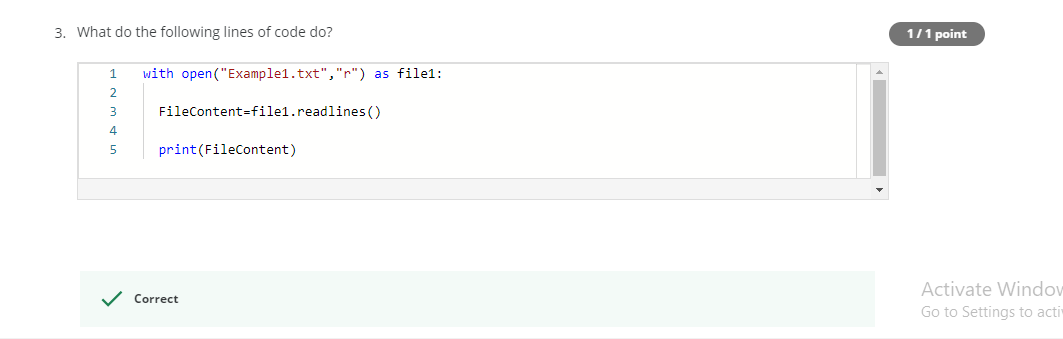 3. What do the following lines of code do?
1/1 point
1 with open("Example1.txt","r") as file1:
2
3 FileContent=file1.readlines()
4
5 print(FileContent)
Correct
Activate Window
Go to Settings to acti